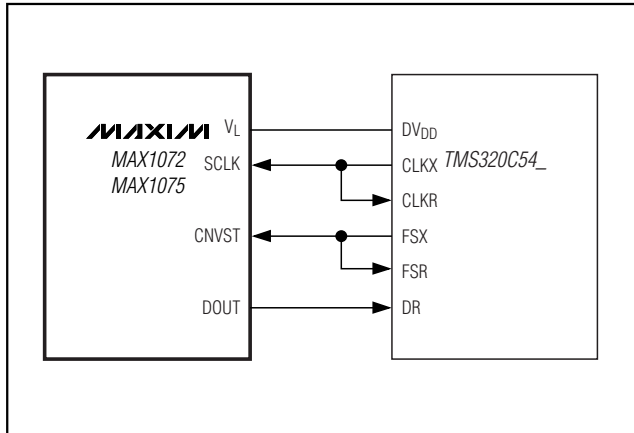 MAXIM
MAX1072
MAX1075
VL
SCLK
CNVST
DOUT
DVDD
CLKX
CLKR
FSX
FSR
DR
TMS320C54_